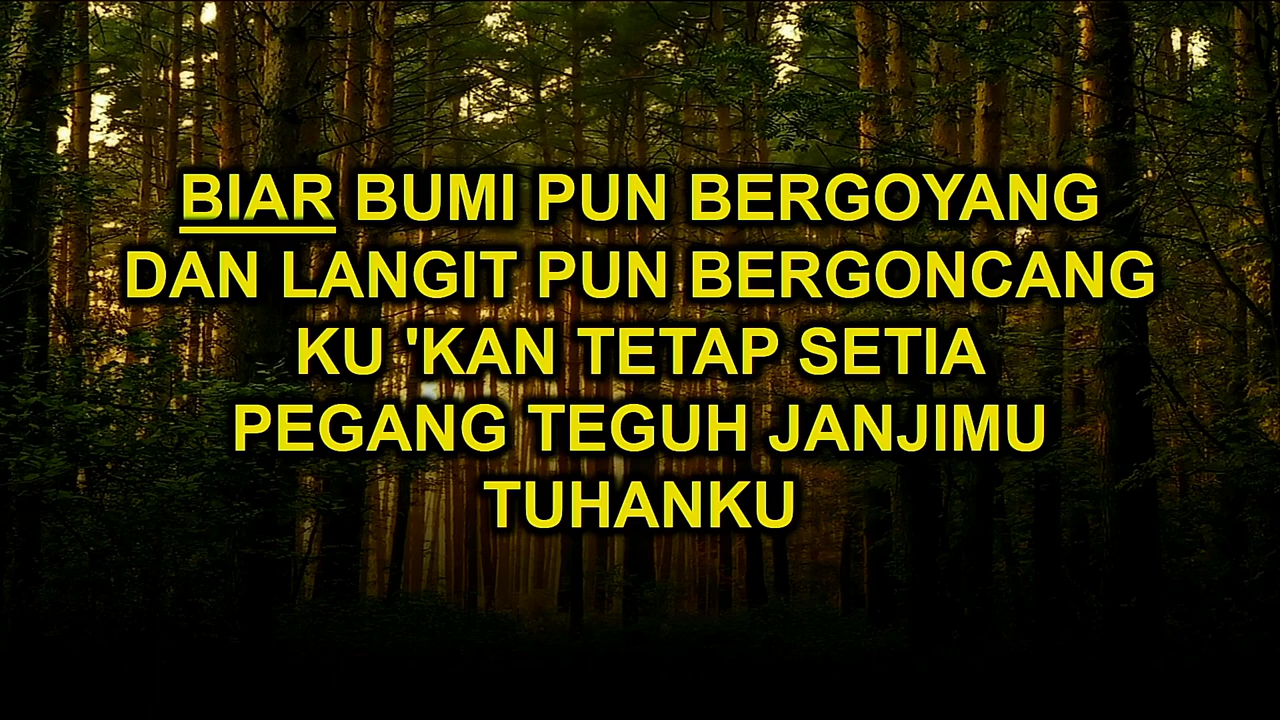 BIAR BUMI PUN BERGOYANG
DAN LANGIT PUN BERGONCANG
KU 'KAN TETAP SETIA
PEGANG TEGUH JANJIMU
TUHANKU